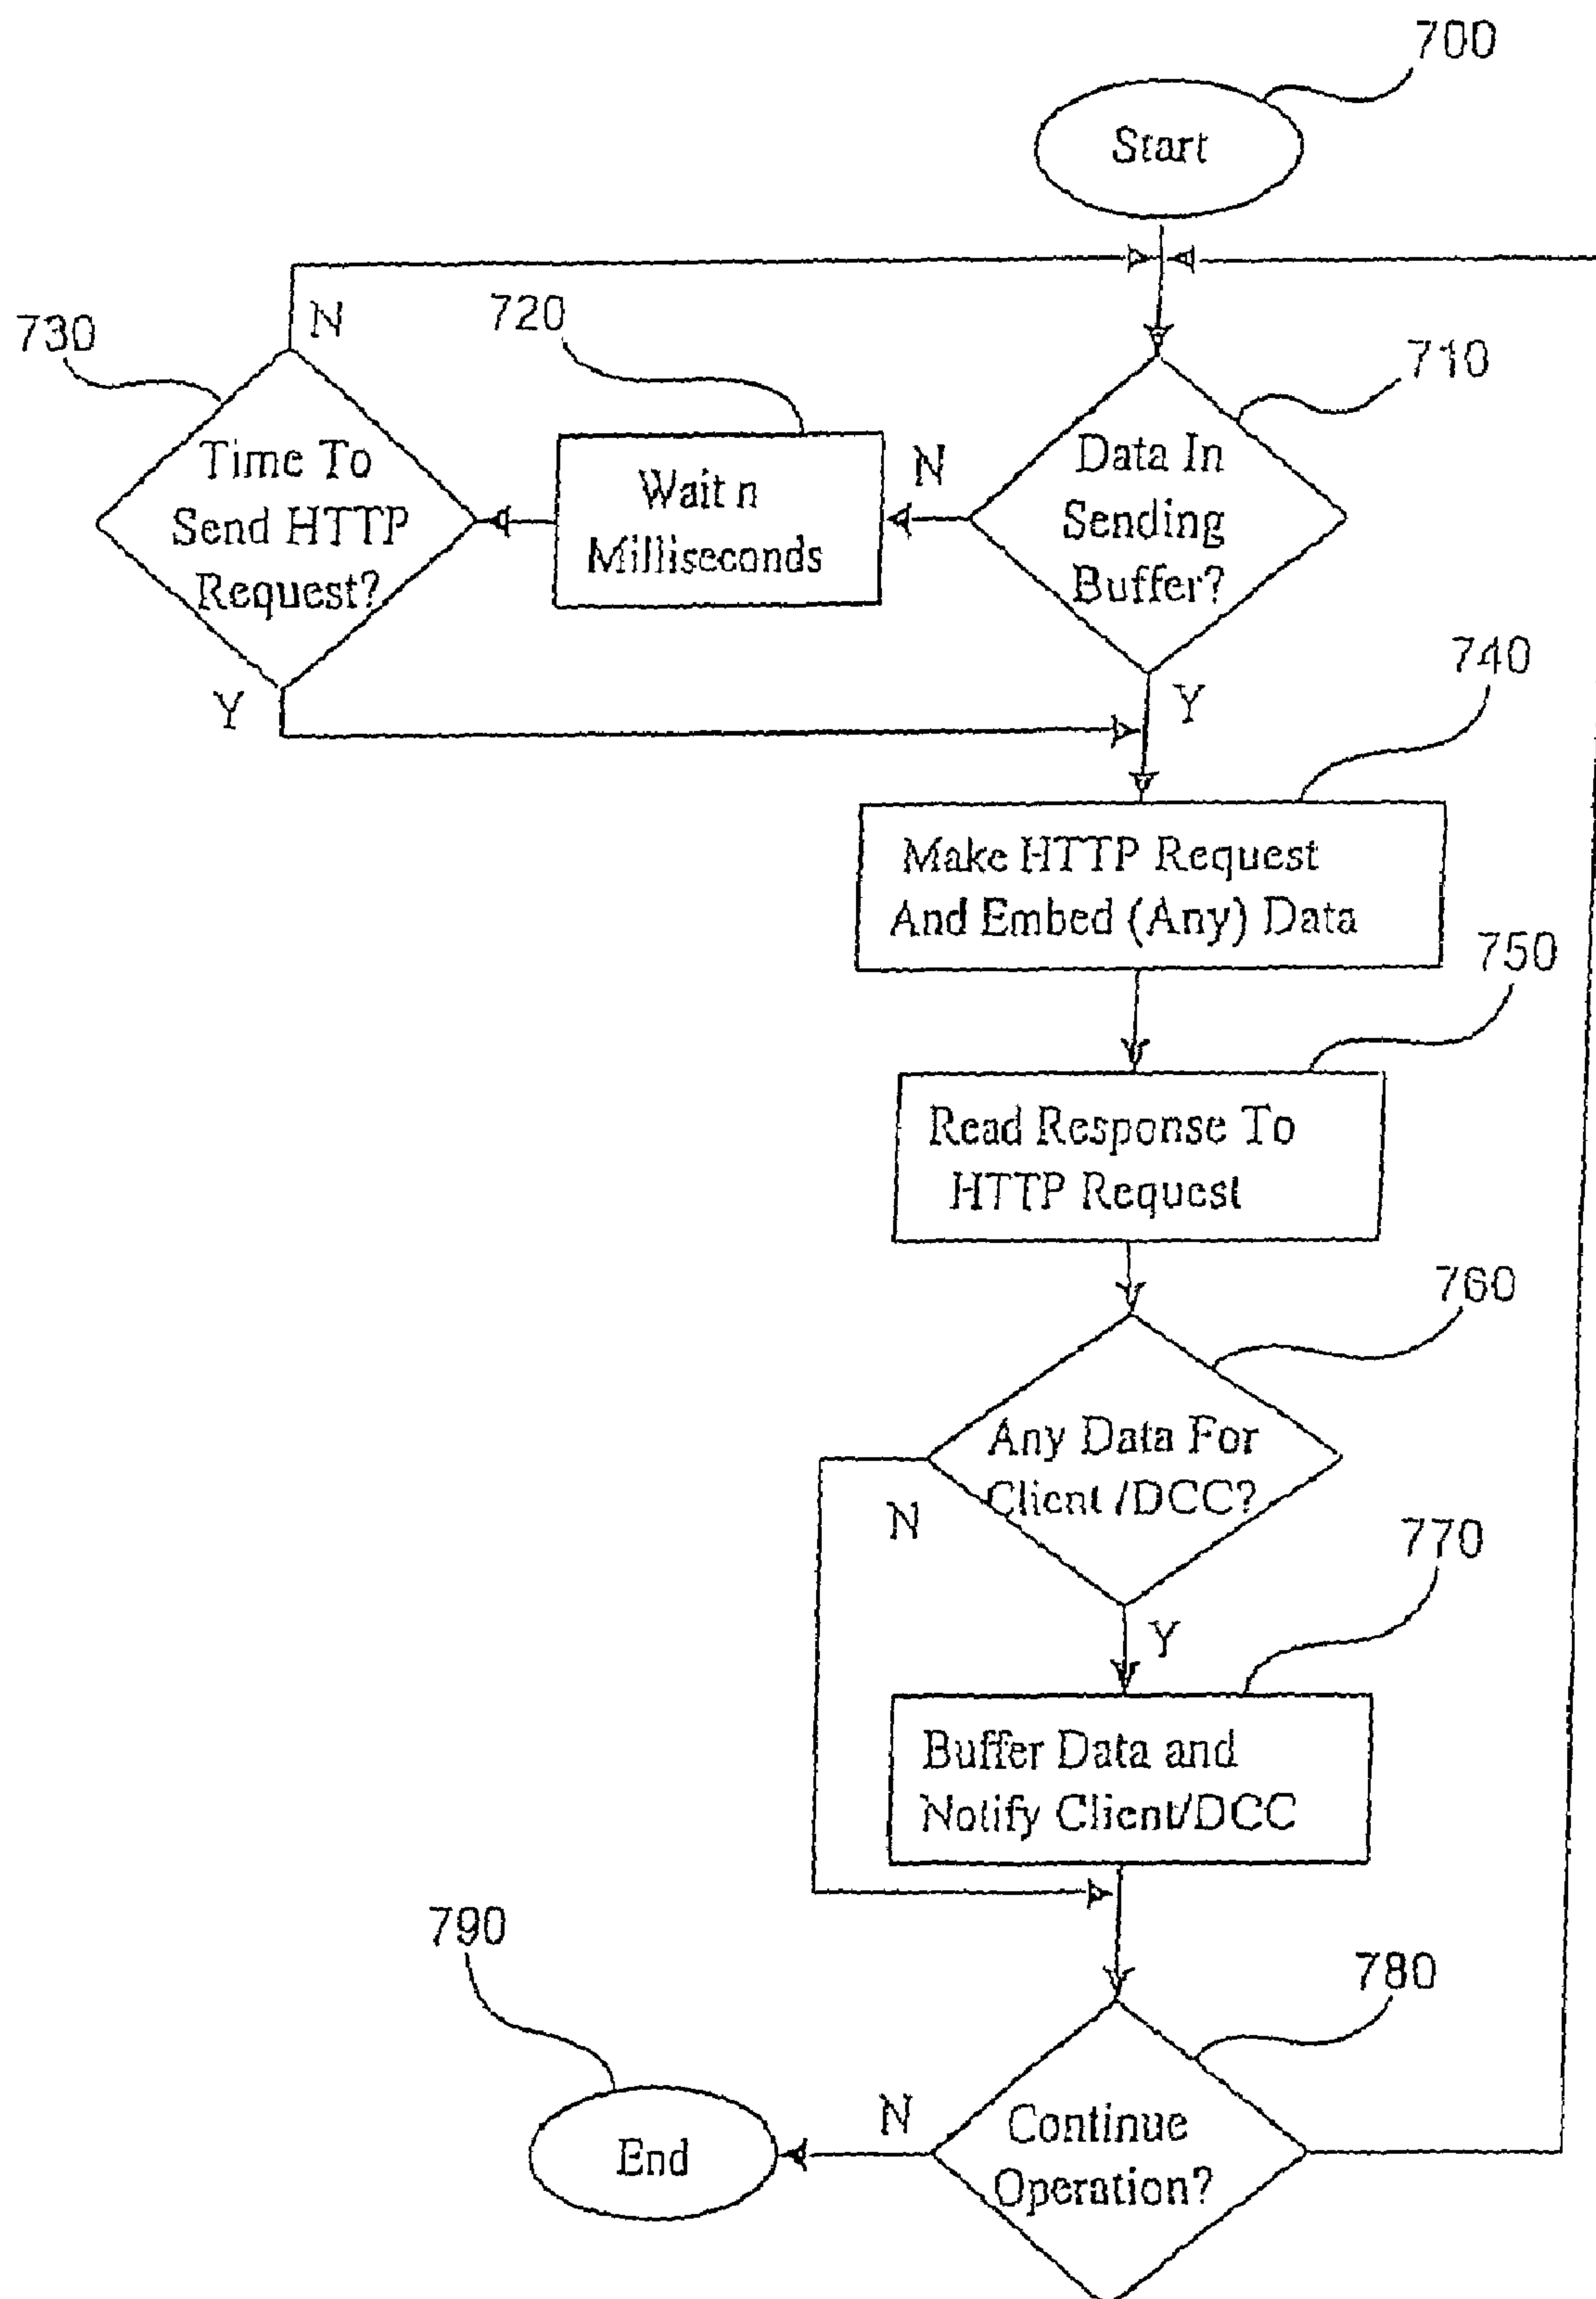 700
Start
N
720
730
710
Time To
Send HTTP
Request?
Wait n
Milliseconds
N
Data In
Sending
Buffer?
740
Y
Y
Make HTTP Request
And Embed (Any) Data
750
Read Response To
HTTP Request
760
Any Data For
Client /DCC?
N
770
Y
Buffer Data and
Notify Client/DCC
790
780
N
End
Continue
Operation?